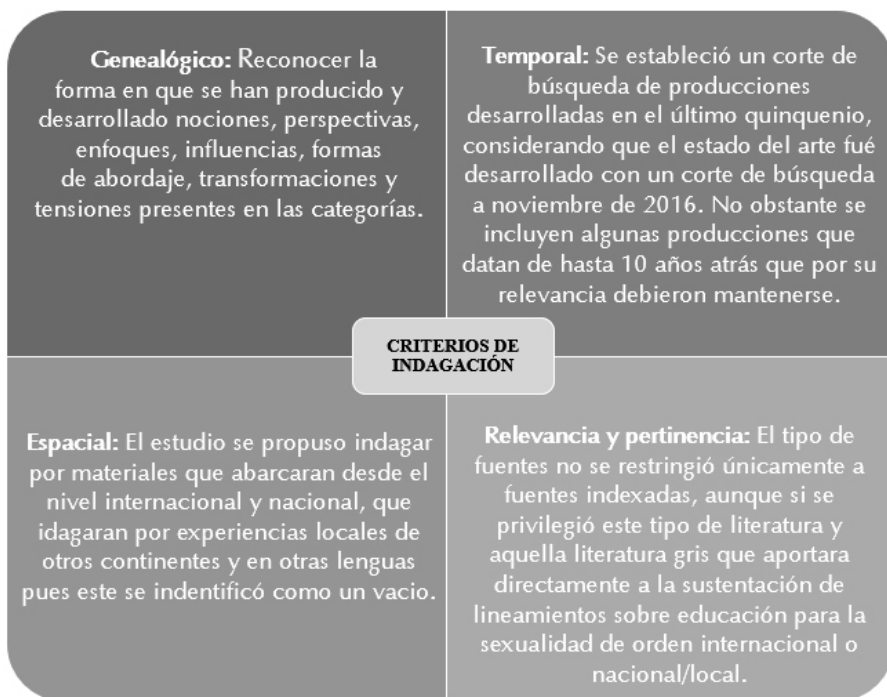 Genealógico: Reconocer la
forma en que se han producido y
desarrollado nociones, perspectivas,
enfoques, influencias, formas
de abordaje, transformaciones y
tensiones presentes en las categorías.
Temporal: Se estableció un corte de
búsqueda de producciones
desarrolladas en el último quinquenio,
considerando que el estado del arte fué
desarrollado con un corte de búsqueda
a noviembre de 2016. No obstante se
incluyen algunas producciones que
datan de hasta 10 años atrás que por su
relevancia debieron mantenerse.
CRITERIOS DE
INDAGACIÓN
Espacial: El estudio se propuso indagar
por materiales que abarcaran desde el
nivel internacional y nacional, que
idagaran por experiencias locales de
otros continentes y en otras lenguas
pues este se indentificó como un vacio.
Relevancia y pertinencia: El tipo de
fuentes no se restringió únicamente a
fuentes indexadas, aunque si se
privilegió este tipo de literatura y
aquella literatura gris que aportara
directamente a la sustentación de
lineamientos sobre educación para la
sexualidad de orden internacional o
nacional/local.